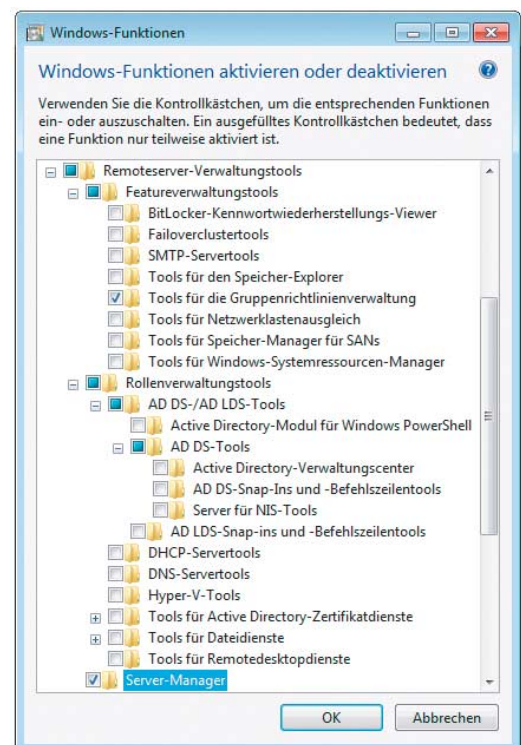 Windows-Funktionen
Windows-Funktionen aktivieren oder deaktivieren
Verwenden Sie die Kontrollkästchen, um die entsprechenden Funktionen
ein- oder auszuschalten. Ein ausgefülltes Kontrollkästchen bedeutet, dass
eine Funktion nur teilweise aktiviert ist.
Remoteserver-Verwaltungstools
Featureverwaltungstools
BitLocker-Kennwortwiederherstellungs-Viewer
Failoverclustertools
SMTP-Servertools
Tools für den Speicher-Explorer
Tools für die Gruppenrichtlinienverwaltung
Tools für Netzwerklastenausgleich
Tools für Speicher-Manager für SANs
Tools für Windows-Systemressourcen-Manager
Rollenverwaltungstools
AD DS-/AD LDS-Tools
Active Directory-Modul für Windows PowerShell
AD DS-Tools
Active Directory-Verwaltungscenter
AD DS-Snap-Ins und -Befehlszeilentools
Server für NIS-Tools
AD LDS-Snap-ins und -Befehlszeilentools
DHCP-Servertools
DNS-Servertools
Hyper-V-Tools
Tools für Active Directory-Zertifikatdienste
Tools für Dateidienste
Tools für Remotedesktopdienste
Server-Manager
OK
Abbrechen